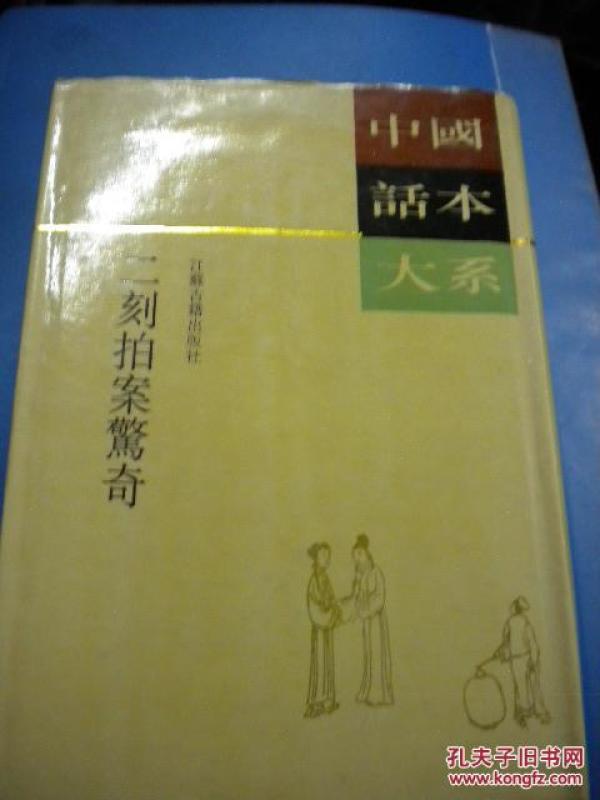 中國
話本
大系
江蘇古籍出版社
二刻拍案驚奇
孔夫子旧书网
www.kongfz.com